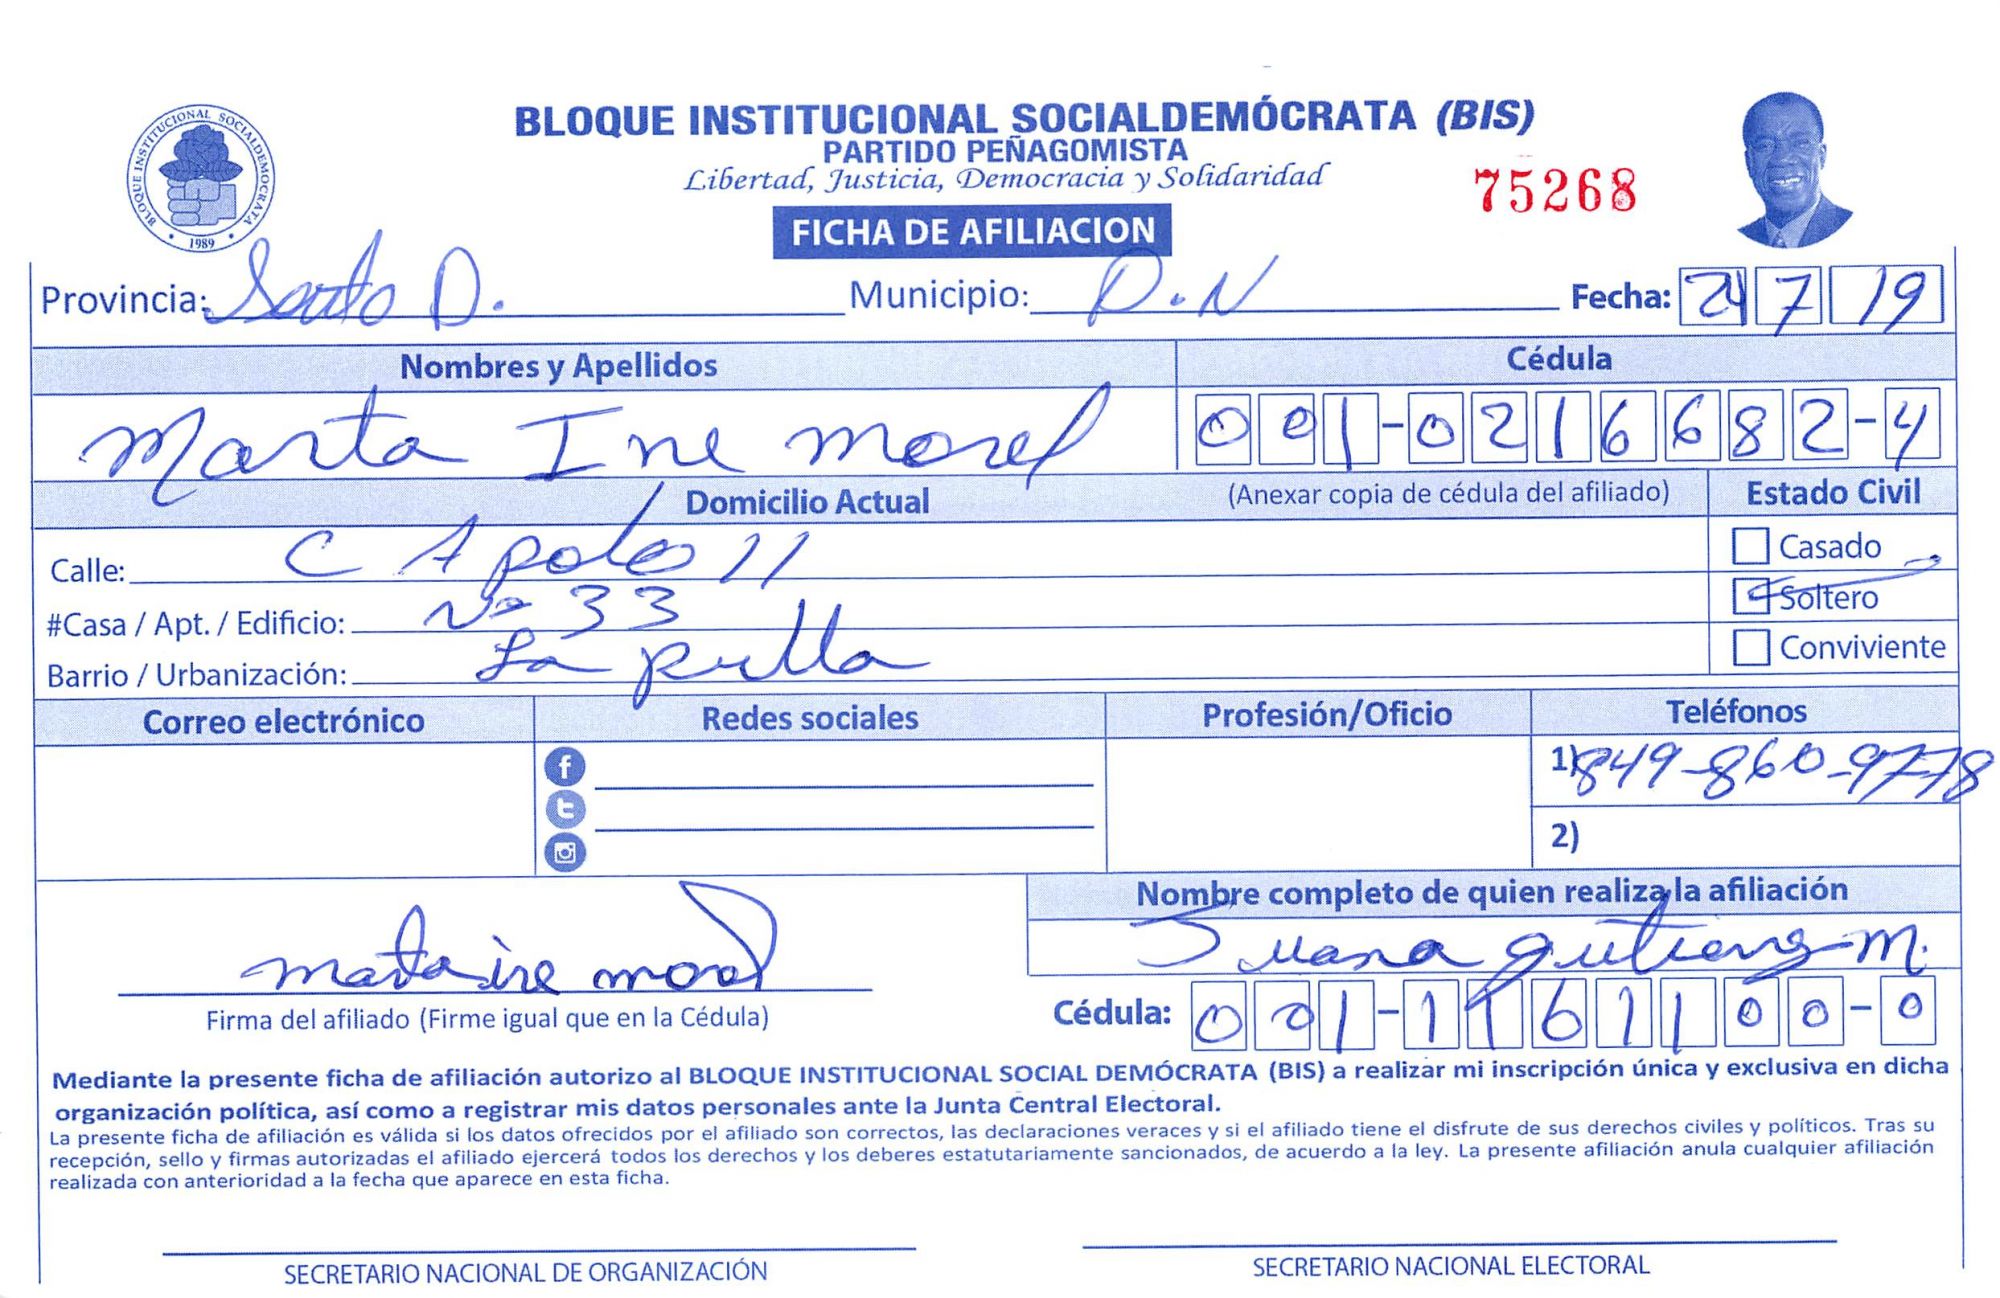 BLOQUE INSTITUCIONAL SOCIALDEMÓCRATA (BIS)
PARTIDO PEÑAGOMISTA
Libertad, Justicia, Democracia y Solidaridad
75268
BLOQUE INSTITUCIONAL SOCIALDEMOCRATA
1989
FICHA DE AFILIACION
Provincia: Santo D. Municipio: D.N Fecha: 24 7 19
Nombres y Apellidos Cédula
Marta Ine Morel 001-0216682-4
Domicilio Actual (Anexar copia de cédula del afiliado) Estado Civil
Calle: C Apolo 11 Casado
#Casa / Apt. / Edificio: No 33 Soltero
Barrio / Urbanización: La Conviviente
Correo electrónico Redes sociales Profesión/Oficio Teléfonos
1) 849-860-9778
2)
Nombre completo de quien realiza la afiliación
Juana Gutierrez M.
marta ine morel
Firma del afiliado (Firme igual que en la Cédula) Cédula: 001-1161100-0
Mediante la presente ficha de afiliación autorizo al BLOQUE INSTITUCIONAL SOCIAL DEMÓCRATA (BIS) a realizar mi inscripción única y exclusiva en dicha
organización política, así como a registrar mis datos personales ante la Junta Central Electoral.
La presente ficha de afiliación es válida si los datos ofrecidos por el afiliado son correctos, las declaraciones veraces y si el afiliado tiene el disfrute de sus derechos civiles y políticos. Tras su
recepción, sello y firmas autorizadas el afiliado ejercerá todos los derechos y los deberes estatutariamente sancionados, de acuerdo a la ley. La presente afiliación anula cualquier afiliación
realizada con anterioridad a la fecha que aparece en esta ficha.
SECRETARIO NACIONAL DE ORGANIZACIÓN SECRETARIO NACIONAL ELECTORAL